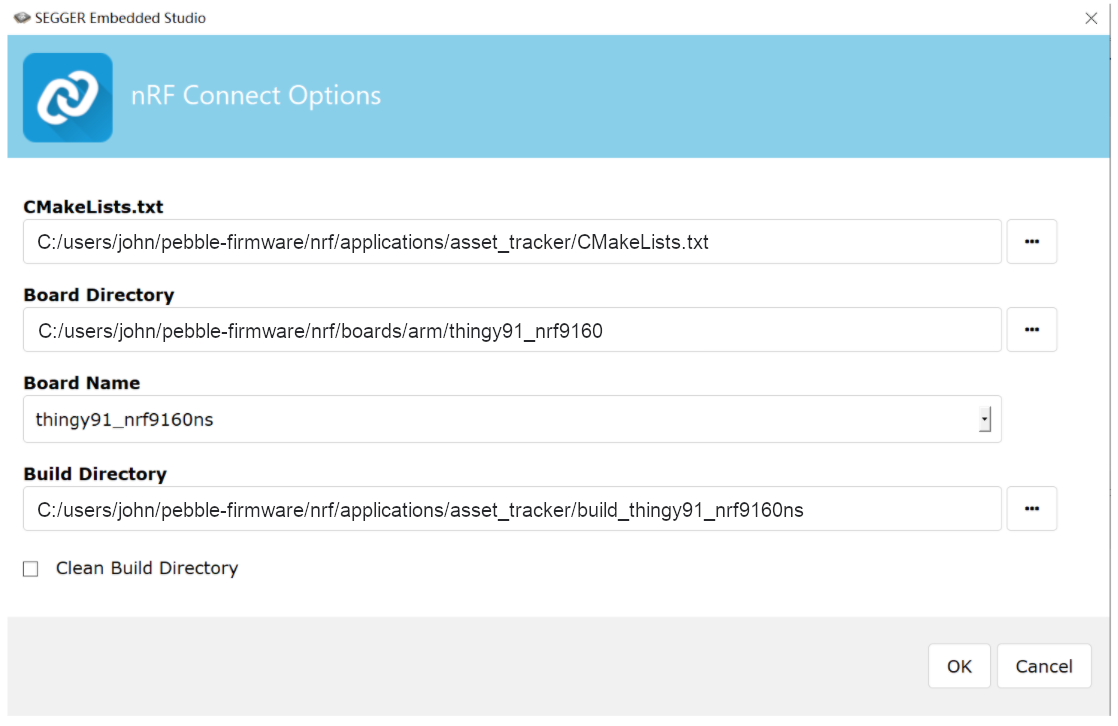 SEGGER Embedded Studio
nRF Connect Options
CMakeLists.txt
C:/users/john/pebble-firmware/nrf/applications/asset_tracker/CMakeLists.txt
...
Board Directory
C:/users/john/pebble-firmware/nrf/boards/arm/thingy91_nrf9160
...
Board Name
thingy91_nrf9160ns
Build Directory
C:/users/john/pebble-firmware/nrf/applications/asset_tracker/build_thingy91_nrf9160ns
...
Clean Build Directory
OK Cancel